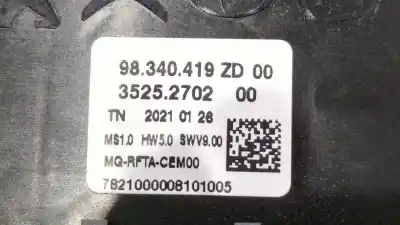 98.340.419 ZD 00
3525.2702 00
TN 2021 01 26
MS1.0 HW5.0 SWV9.00
MQ-RFTA-CEM00
7821000008101005